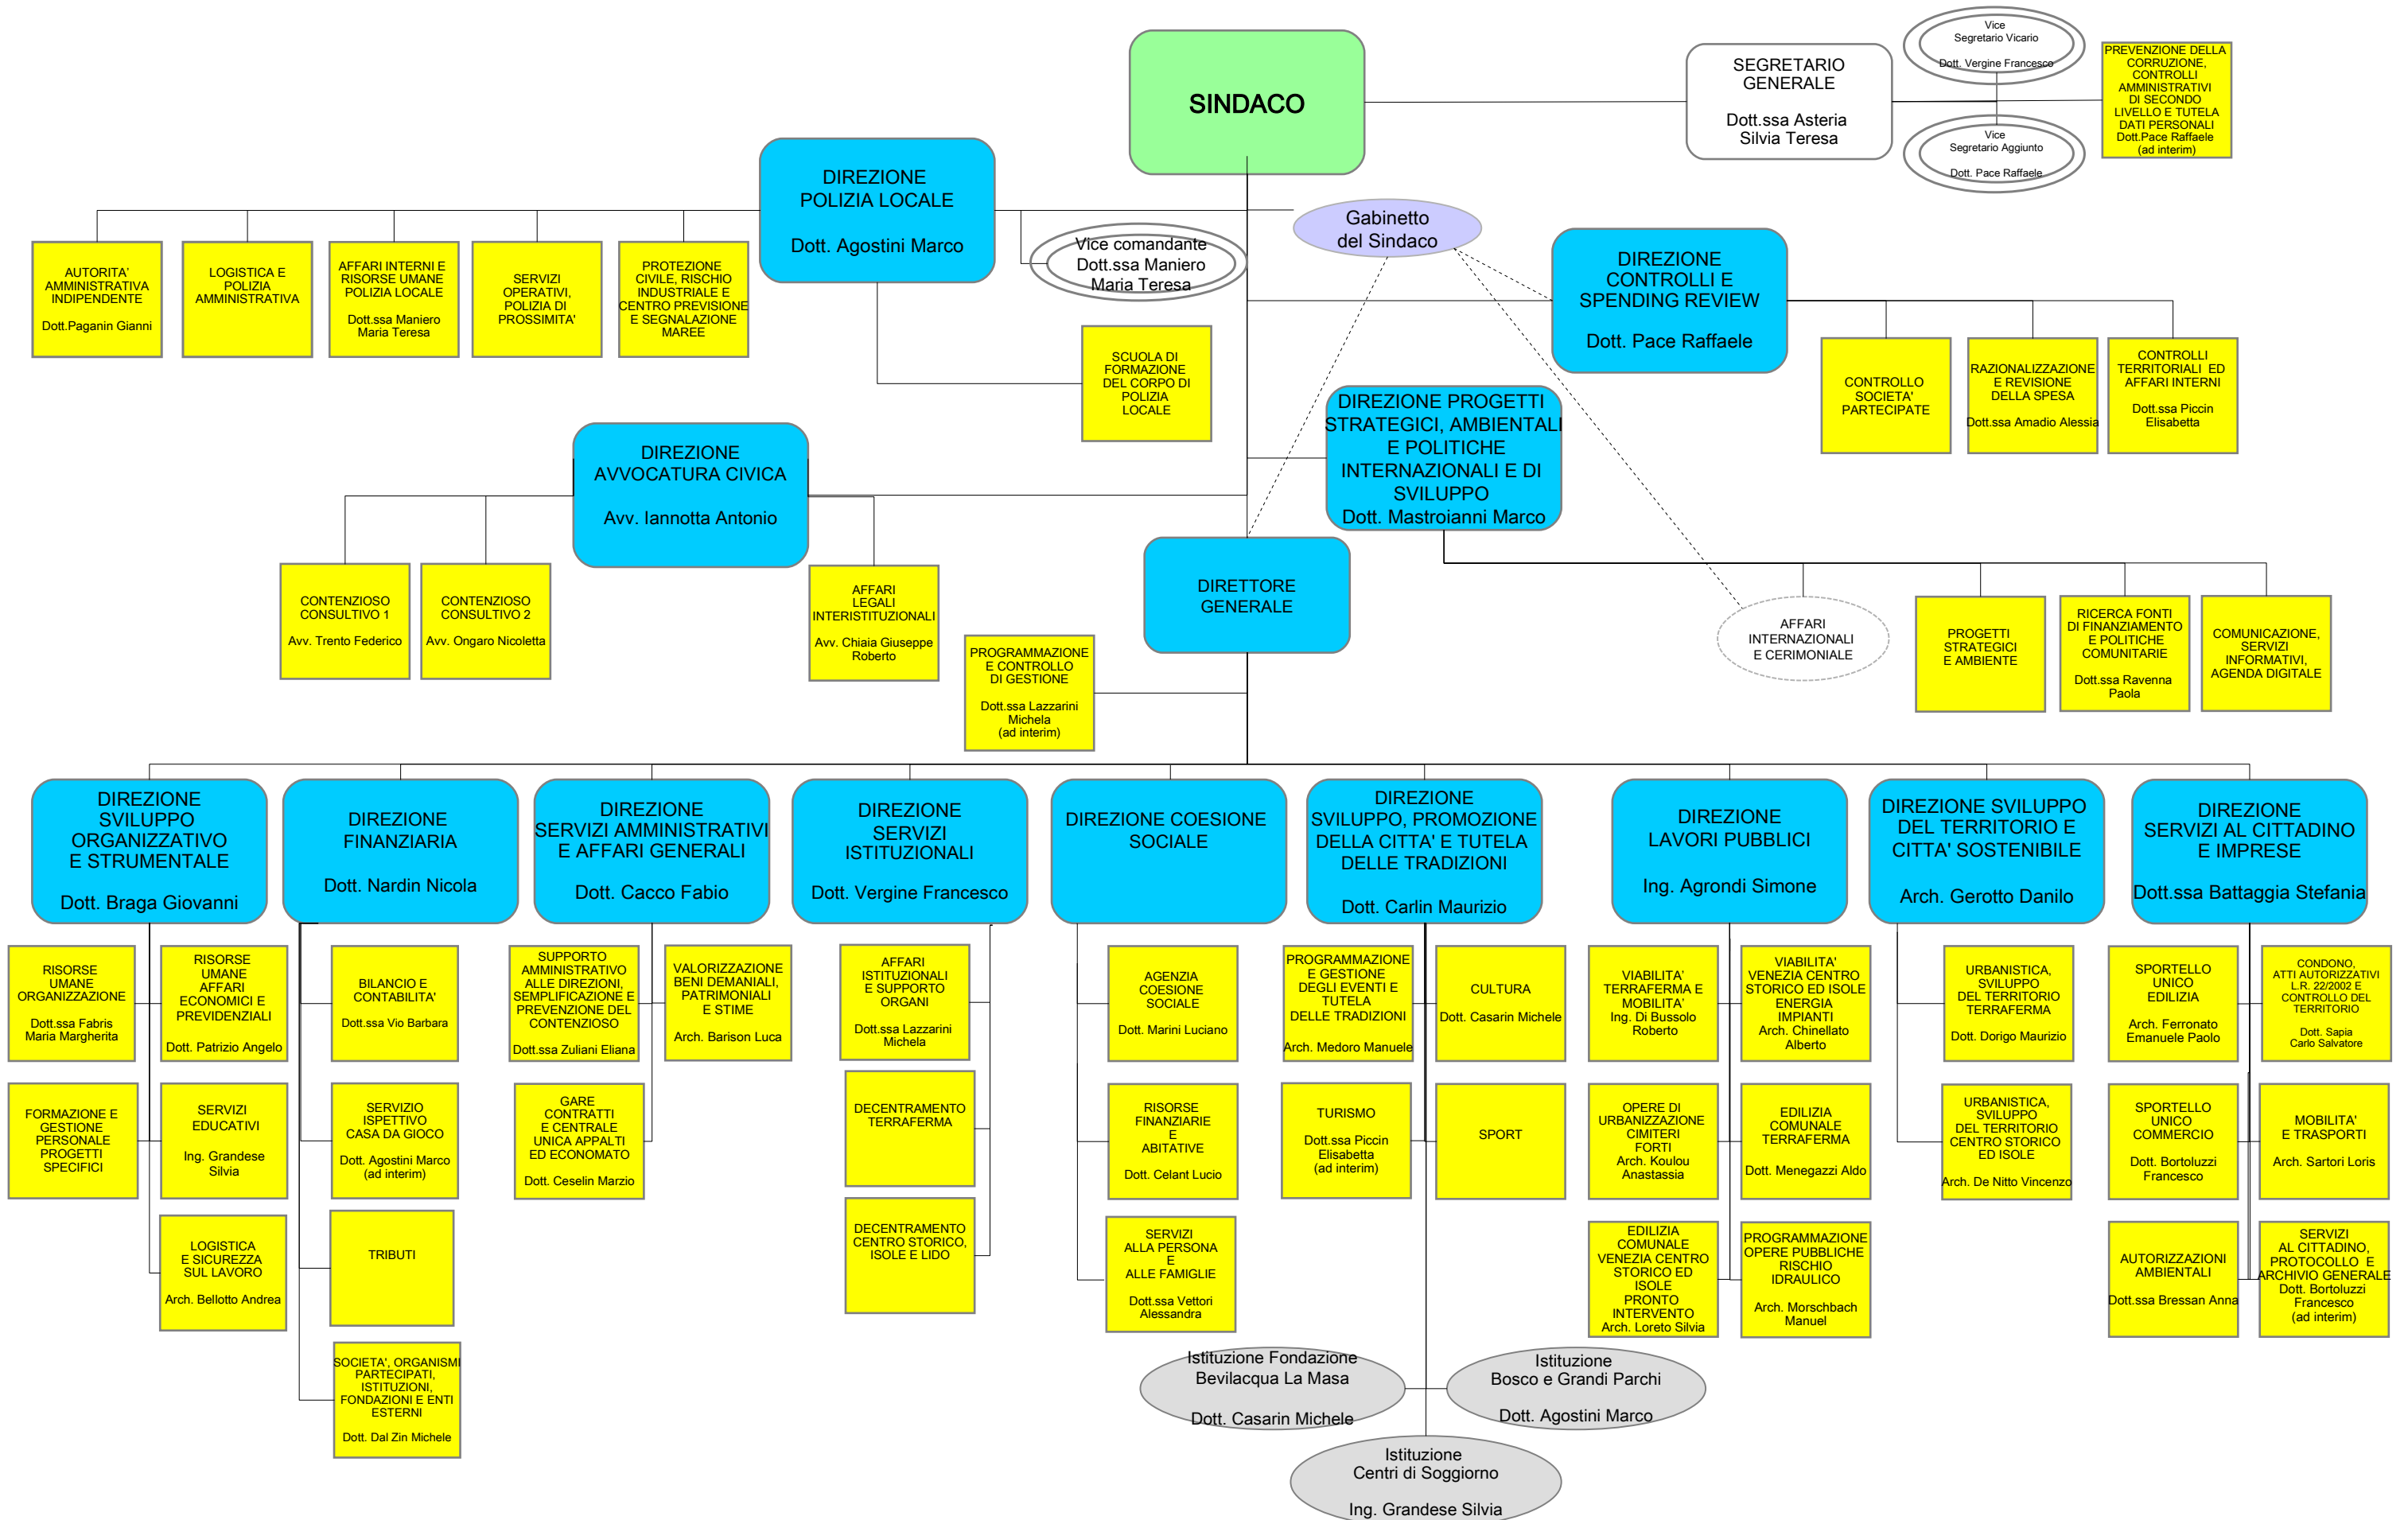 SINDACO
SEGRETARIO
GENERALE
Dott.ssa Asteria
Silvia Teresa
Vice
Segretario Vicario
Dott. Vergine Francesco
Vice
Segretario Aggiunto
Dott. Pace Raffaele
PREVENZIONE DELLA
CORRUZIONE,
CONTROLLI
AMMINISTRATIVI
DI SECONDO
LIVELLO E TUTELA
DATI PERSONALI
Dott.Pace Raffaele
(ad interim)
DIREZIONE
POLIZIA LOCALE
Dott. Agostini Marco
Vice comandante
Dott.ssa Maniero
Maria Teresa
Gabinetto
del Sindaco
AUTORITA'
AMMINISTRATIVA
INDIPENDENTE
Dott.Paganin Gianni
LOGISTICA E
POLIZIA
AMMINISTRATIVA
AFFARI INTERNI E
RISORSE UMANE
POLIZIA LOCALE
Dott.ssa Maniero
Maria Teresa
SERVIZI
OPERATIVI,
POLIZIA DI
PROSSIMITA'
PROTEZIONE
CIVILE, RISCHIO
INDUSTRIALE E
CENTRO PREVISIONE
E SEGNALAZIONE
MAREE
SCUOLA DI
FORMAZIONE
DEL CORPO DI
POLIZIA
LOCALE
DIREZIONE
CONTROLLI E
SPENDING REVIEW
Dott. Pace Raffaele
CONTROLLO
SOCIETA'
PARTECIPATE
RAZIONALIZZAZIONE
E REVISIONE
DELLA SPESA
Dott.ssa Amadio Alessia
CONTROLLI
TERRITORIALI ED
AFFARI INTERNI
Dott.ssa Piccin
Elisabetta
DIREZIONE
AVVOCATURA CIVICA
Avv. Iannotta Antonio
CONTENZIOSO
CONSULTIVO 1
Avv. Trento Federico
CONTENZIOSO
CONSULTIVO 2
Avv. Ongaro Nicoletta
AFFARI
LEGALI
INTERISTITUZIONALI
Avv. Chiaia Giuseppe
Roberto
DIREZIONE PROGETTI
STRATEGICI, AMBIENTALI
E POLITICHE
INTERNAZIONALI E DI
SVILUPPO
Dott. Mastroianni Marco
DIRETTORE
GENERALE
PROGRAMMAZIONE
E CONTROLLO
DI GESTIONE
Dott.ssa Lazzarini
Michela
(ad interim)
AFFARI
INTERNAZIONALI
E CERIMONIALE
PROGETTI
STRATEGICI
E AMBIENTE
RICERCA FONTI
DI FINANZIAMENTO
E POLITICHE
COMUNITARIE
Dott.ssa Ravenna
Paola
COMUNICAZIONE,
SERVIZI
INFORMATIVI,
AGENDA DIGITALE
DIREZIONE
SVILUPPO
ORGANIZZATIVO
E STRUMENTALE
Dott. Braga Giovanni
RISORSE
UMANE
ORGANIZZAZIONE
Dott.ssa Fabris
Maria Margherita
RISORSE
UMANE
AFFARI
ECONOMICI E
PREVIDENZIALI
Dott. Patrizio Angelo
FORMAZIONE E
GESTIONE
PERSONALE
PROGETTI
SPECIFICI
SERVIZI
EDUCATIVI
Ing. Grandese
Silvia
LOGISTICA
E SICUREZZA
SUL LAVORO
Arch. Bellotto Andrea
DIREZIONE
FINANZIARIA
Dott. Nardin Nicola
BILANCIO E
CONTABILITA'
Dott.ssa Vio Barbara
SERVIZIO
ISPETTIVO
CASA DA GIOCO
Dott. Agostini Marco
(ad interim)
TRIBUTI
SOCIETA', ORGANISMI
PARTECIPATI,
ISTITUZIONI,
FONDAZIONI E ENTI
ESTERNI
Dott. Dal Zin Michele
DIREZIONE
SERVIZI AMMINISTRATIVI
E AFFARI GENERALI
Dott. Cacco Fabio
SUPPORTO
AMMINISTRATIVO
ALLE DIREZIONI,
SEMPLIFICAZIONE E
PREVENZIONE DEL
CONTENZIOSO
Dott.ssa Zuliani Eliana
VALORIZZAZIONE
BENI DEMANIALI,
PATRIMONIALI
E STIME
Arch. Barison Luca
GARE
CONTRATTI
E CENTRALE
UNICA APPALTI
ED ECONOMATO
Dott. Ceselin Marzio
DIREZIONE
SERVIZI
ISTITUZIONALI
Dott. Vergine Francesco
AFFARI
ISTITUZIONALI
E SUPPORTO
ORGANI
Dott.ssa Lazzarini
Michela
DECENTRAMENTO
TERRAFERMA
DECENTRAMENTO
CENTRO STORICO,
ISOLE E LIDO
DIREZIONE COESIONE
SOCIALE
AGENZIA
COESIONE
SOCIALE
Dott. Marini Luciano
RISORSE
FINANZIARIE
E
ABITATIVE
Dott. Celant Lucio
SERVIZI
ALLA PERSONA
E
ALLE FAMIGLIE
Dott.ssa Vettori
Alessandra
DIREZIONE
SVILUPPO, PROMOZIONE
DELLA CITTA' E TUTELA
DELLE TRADIZIONI
Dott. Carlin Maurizio
PROGRAMMAZIONE
E GESTIONE
DEGLI EVENTI E
TUTELA
DELLE TRADIZIONI
Arch. Medoro Manuele
CULTURA
Dott. Casarin Michele
TURISMO
Dott.ssa Piccin
Elisabetta
(ad interim)
SPORT
Istituzione Fondazione
Bevilacqua La Masa
Dott. Casarin Michele
Istituzione
Bosco e Grandi Parchi
Dott. Agostini Marco
Istituzione
Centri di Soggiorno
Ing. Grandese Silvia
DIREZIONE
LAVORI PUBBLICI
Ing. Agrondi Simone
VIABILITA'
TERRAFERMA E
MOBILITA'
Ing. Di Bussolo
Roberto
VIABILITA'
VENEZIA CENTRO
STORICO ED ISOLE
ENERGIA
IMPIANTI
Arch. Chinellato
Alberto
OPERE DI
URBANIZZAZIONE
CIMITERI
FORTI
Arch. Koulou
Anastassia
EDILIZIA
COMUNALE
TERRAFERMA
Dott. Menegazzi Aldo
EDILIZIA
COMUNALE
VENEZIA CENTRO
STORICO ED
ISOLE
PRONTO
INTERVENTO
Arch. Loreto Silvia
PROGRAMMAZIONE
OPERE PUBBLICHE
RISCHIO
IDRAULICO
Arch. Morschbach
Manuel
DIREZIONE SVILUPPO
DEL TERRITORIO E
CITTA' SOSTENIBILE
Arch. Gerotto Danilo
URBANISTICA,
SVILUPPO
DEL TERRITORIO
TERRAFERMA
Dott. Dorigo Maurizio
URBANISTICA,
SVILUPPO
DEL TERRITORIO
CENTRO STORICO
ED ISOLE
Arch. De Nitto Vincenzo
DIREZIONE
SERVIZI AL CITTADINO
E IMPRESE
Dott.ssa Battaggia Stefania
SPORTELLO
UNICO
EDILIZIA
Arch. Ferronato
Emanuele Paolo
CONDONO,
ATTI AUTORIZZATIVI
L.R. 22/2002 E
CONTROLLO DEL
TERRITORIO
Dott. Sapia
Carlo Salvatore
SPORTELLO
UNICO
COMMERCIO
Dott. Bortoluzzi
Francesco
MOBILITA'
E TRASPORTI
Arch. Sartori Loris
AUTORIZZAZIONI
AMBIENTALI
Dott.ssa Bressan Anna
SERVIZI
AL CITTADINO,
PROTOCOLLO E
ARCHIVIO GENERALE
Dott. Bortoluzzi
Francesco
(ad interim)